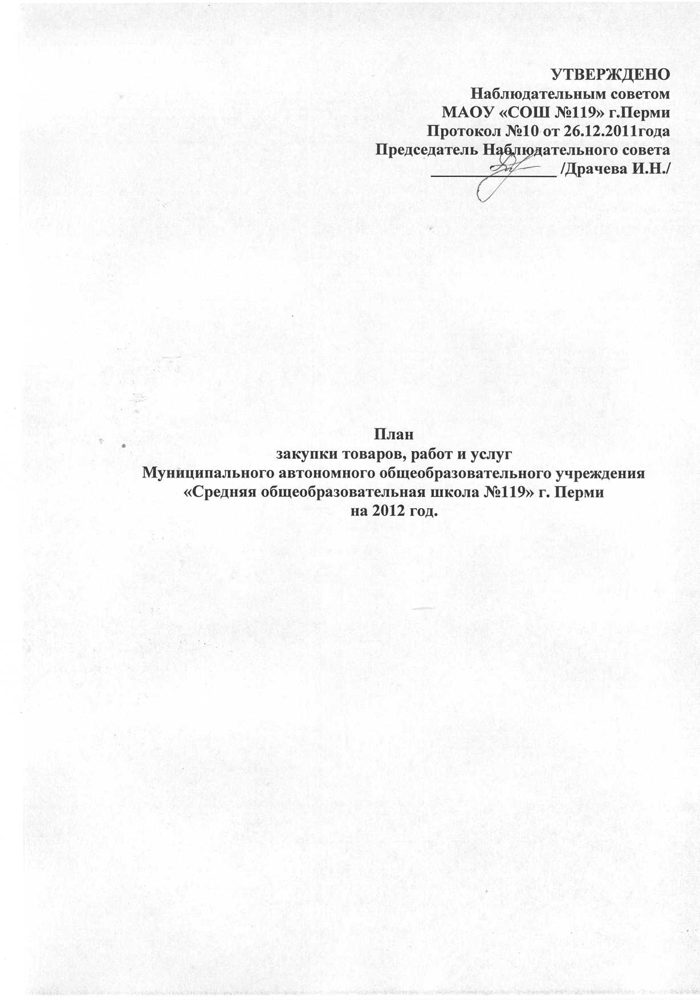 УТВЕРЖДЕНО
Наблюдательным советом
МАОУ «СОШ №119» г.Перми
Протокол №10 от 26.12.2011года
Председатель Наблюдательного совета
/Драчева И.Н./
План
закупки товаров, работ и услуг
Муниципального автономного общеобразовательного учреждения
«Средняя общеобразовательная школа №119» г. Перми
на 2012 год.